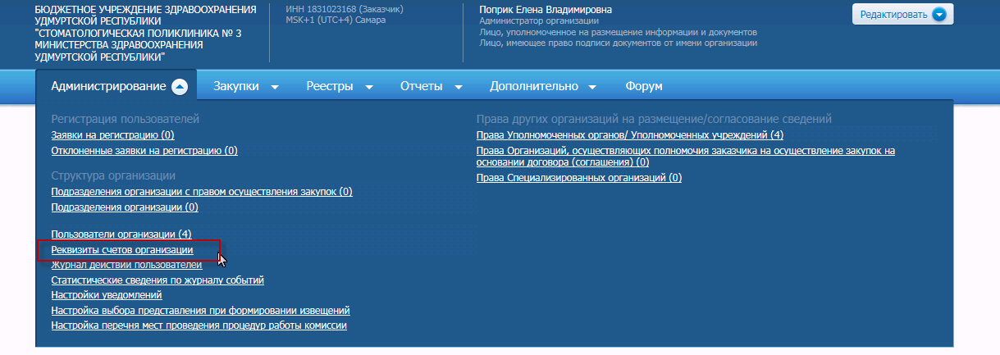 БЮДЖЕТНОЕ УЧРЕЖДЕНИЕ ЗДРАВООХРАНЕНИЯ
УДМУРТСКОЙ РЕСПУБЛИКИ
"СТОМАТОЛОГИЧЕСКАЯ ПОЛИКЛИНИКА № 3
МИНИСТЕРСТВА ЗДРАВООХРАНЕНИЯ
УДМУРТСКОЙ РЕСПУБЛИКИ"
ИНН 1831023168 (Заказчик)
MSK+1 (UTC+4) Самара
Поприк Елена Владимировна
Администратор организации
Лицо, уполномоченное на размещение информации и документов
Лицо, имеющее право подписи документов от имени организации
Редактировать
Администрирование Закупки Реестры Отчеты Дополнительно Форум
Регистрация пользователей
Заявки на регистрацию (0)
Отклоненные заявки на регистрацию (0)
Структура организации
Подразделения организации с правом осуществления закупок (0)
Подразделения организации (0)
Пользователи организации (4)
Реквизиты счетов организации
Журнал действий пользователей
Статистические сведения по журналу событий
Настройки уведомлений
Настройка выбора представления при формировании извещений
Настройка перечня мест проведения процедур работы комиссии
Права других организаций на размещение/согласование сведений
Права Уполномоченных органов/ Уполномоченных учреждений (4)
Права Организаций, осуществляющих полномочия заказчика на осуществление закупок на
основании договора (соглашения) (0)
Права Специализированных организаций (0)